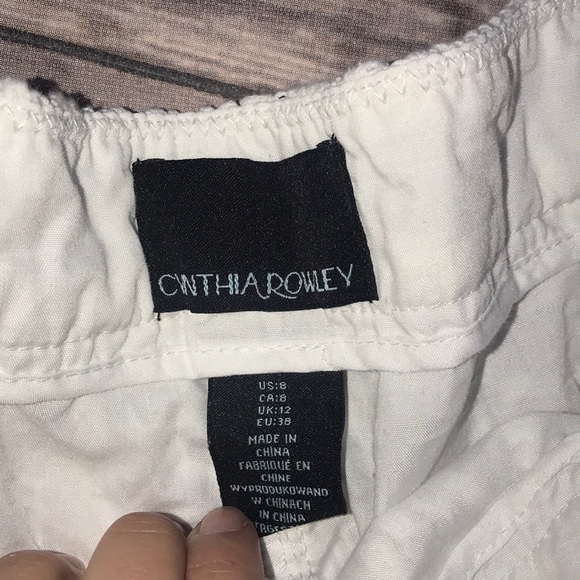 CYNTHIA ROWLEY
US:8
CA:8
UK:12
EU:38
MADE IN
CHINA
FABRIQUÉ EN
CHINE
WYPRODUKOWANO
W CHINACH
IN CHINA